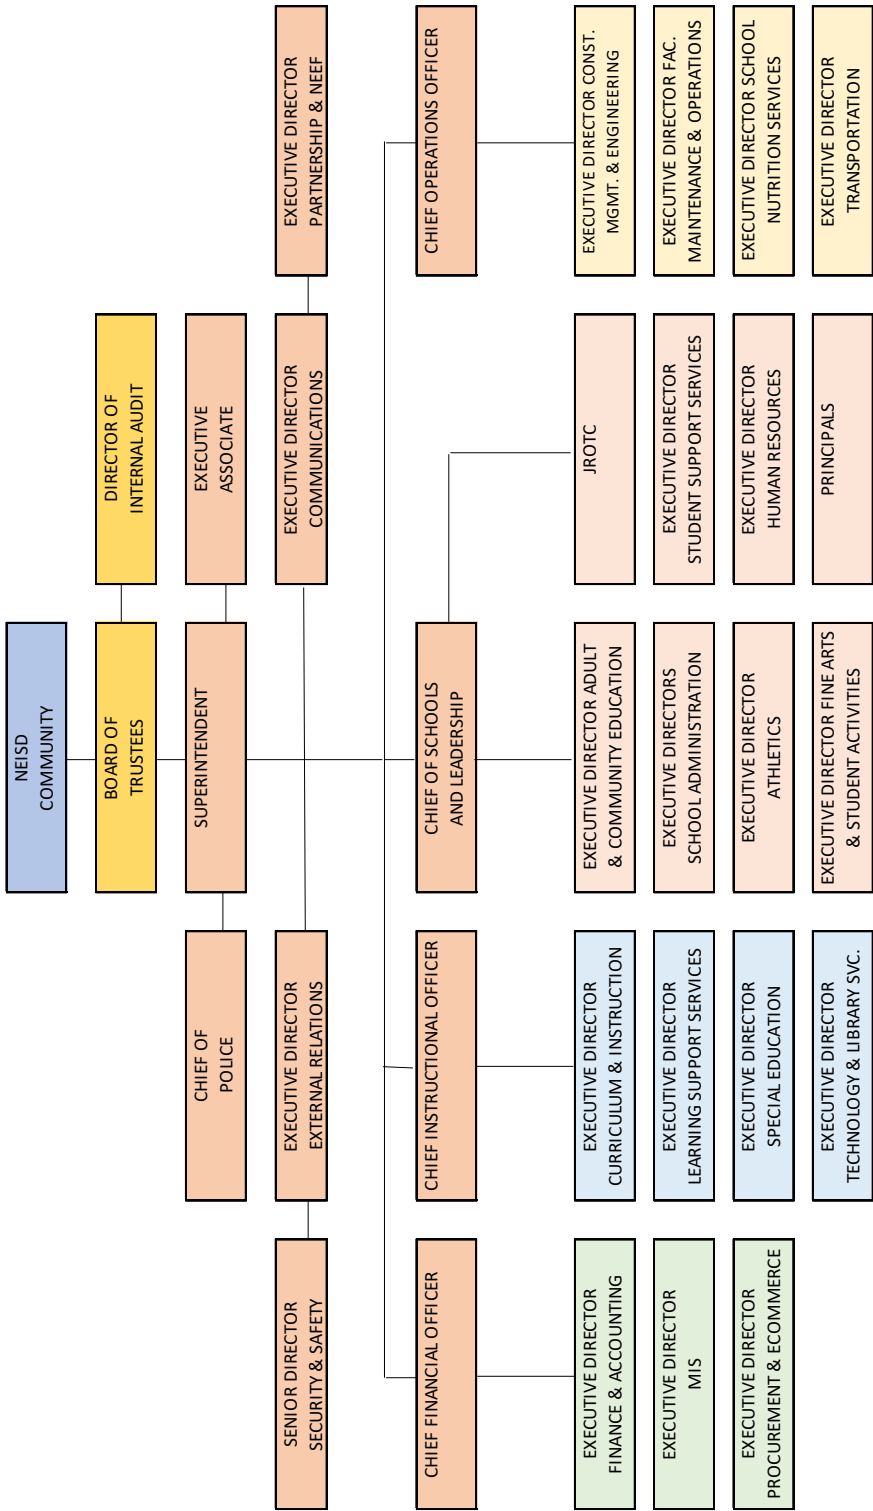 NEISD
COMMUNITY
BOARD OF
TRUSTEES
DIRECTOR OF
INTERNAL AUDIT
CHIEF OF
POLICE
SUPERINTENDENT
EXECUTIVE
ASSOCIATE
SENIOR DIRECTOR
SECURITY & SAFETY
EXECUTIVE DIRECTOR
EXTERNAL RELATIONS
EXECUTIVE DIRECTOR
COMMUNICATIONS
EXECUTIVE DIRECTOR
PARTNERSHIP & NEEF
CHIEF FINANCIAL OFFICER
CHIEF INSTRUCTIONAL OFFICER
CHIEF OF SCHOOLS
AND LEADERSHIP
CHIEF OPERATIONS OFFICER
EXECUTIVE DIRECTOR
FINANCE & ACCOUNTING
EXECUTIVE DIRECTOR
CURRICULUM & INSTRUCTION
EXECUTIVE DIRECTOR ADULT
& COMMUNITY EDUCATION
JROTC
EXECUTIVE DIRECTOR CONST.
MGMT. & ENGINEERING
EXECUTIVE DIRECTOR
MIS
EXECUTIVE DIRECTOR
LEARNING SUPPORT SERVICES
EXECUTIVE DIRECTORS
SCHOOL ADMINISTRATION
EXECUTIVE DIRECTOR
STUDENT SUPPORT SERVICES
EXECUTIVE DIRECTOR FAC.
MAINTENANCE & OPERATIONS
EXECUTIVE DIRECTOR
PROCUREMENT & ECOMMERCE
EXECUTIVE DIRECTOR
SPECIAL EDUCATION
EXECUTIVE DIRECTOR
ATHLETICS
EXECUTIVE DIRECTOR
HUMAN RESOURCES
EXECUTIVE DIRECTOR SCHOOL
NUTRITION SERVICES
EXECUTIVE DIRECTOR
TECHNOLOGY & LIBRARY SVC.
EXECUTIVE DIRECTOR FINE ARTS
& STUDENT ACTIVITIES
PRINCIPALS
EXECUTIVE DIRECTOR
TRANSPORTATION